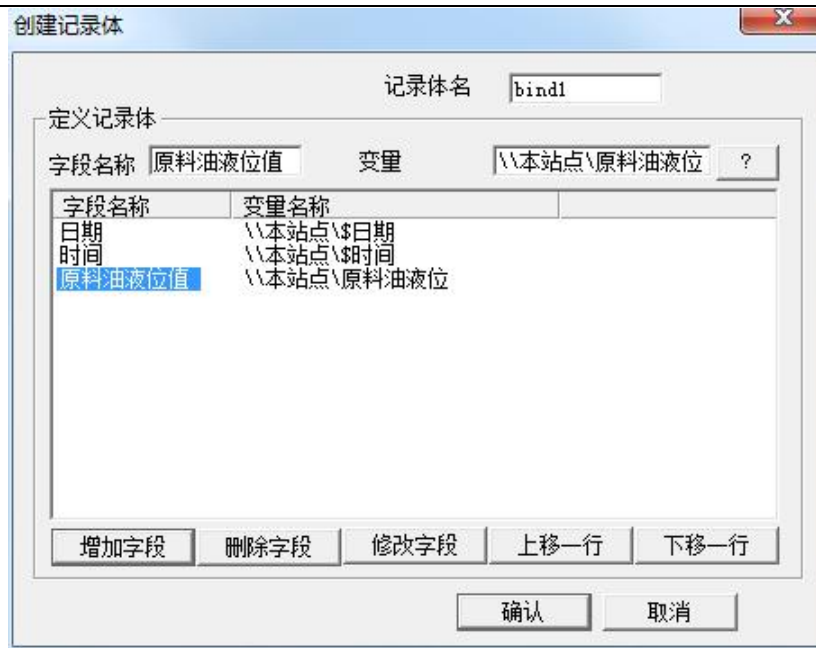 创建记录体
记录体名 bind1
定义记录体
字段名称 原料油液位值 变量 \\本站点\原料油液位 ?
字段名称 变量名称
日期 \\本站点\$日期
时间 \\本站点\$时间
原料油液位值 \\本站点\原料油液位
增加字段 删除字段 修改字段 上移一行 下移一行
确认 取消